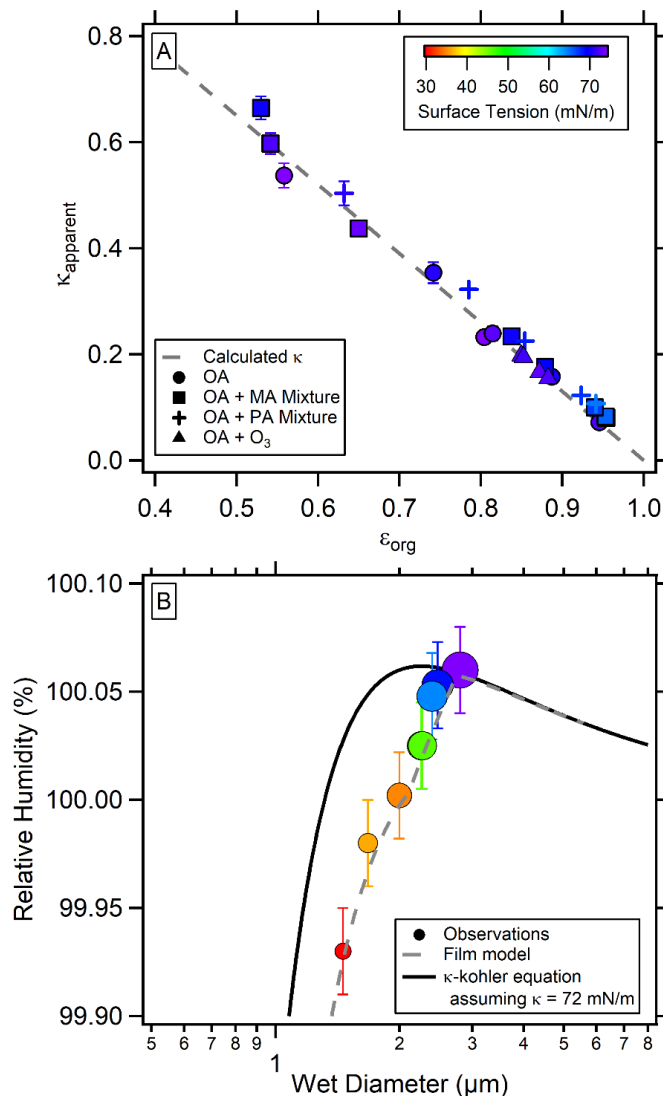 0.8
0.6
0.4
0.2
0.0
κapparent
A
30 40 50 60 70
Surface Tension
(mN/m)
Calculated κ
OA
OA + MA Mixture
OA + PA Mixture
OA + O3
0.4 0.5 0.6 0.7 0.8 0.9 1.0
εorg
100.10
100.05
100.00
99.95
99.90
Relative Humidity (%)
B
Observations
Film model
κ-kohler equation
assuming κ = 72 mN/m
5 6 7 8 9 1 2 3 4 5 6 7 8
Wet Diameter (µm)